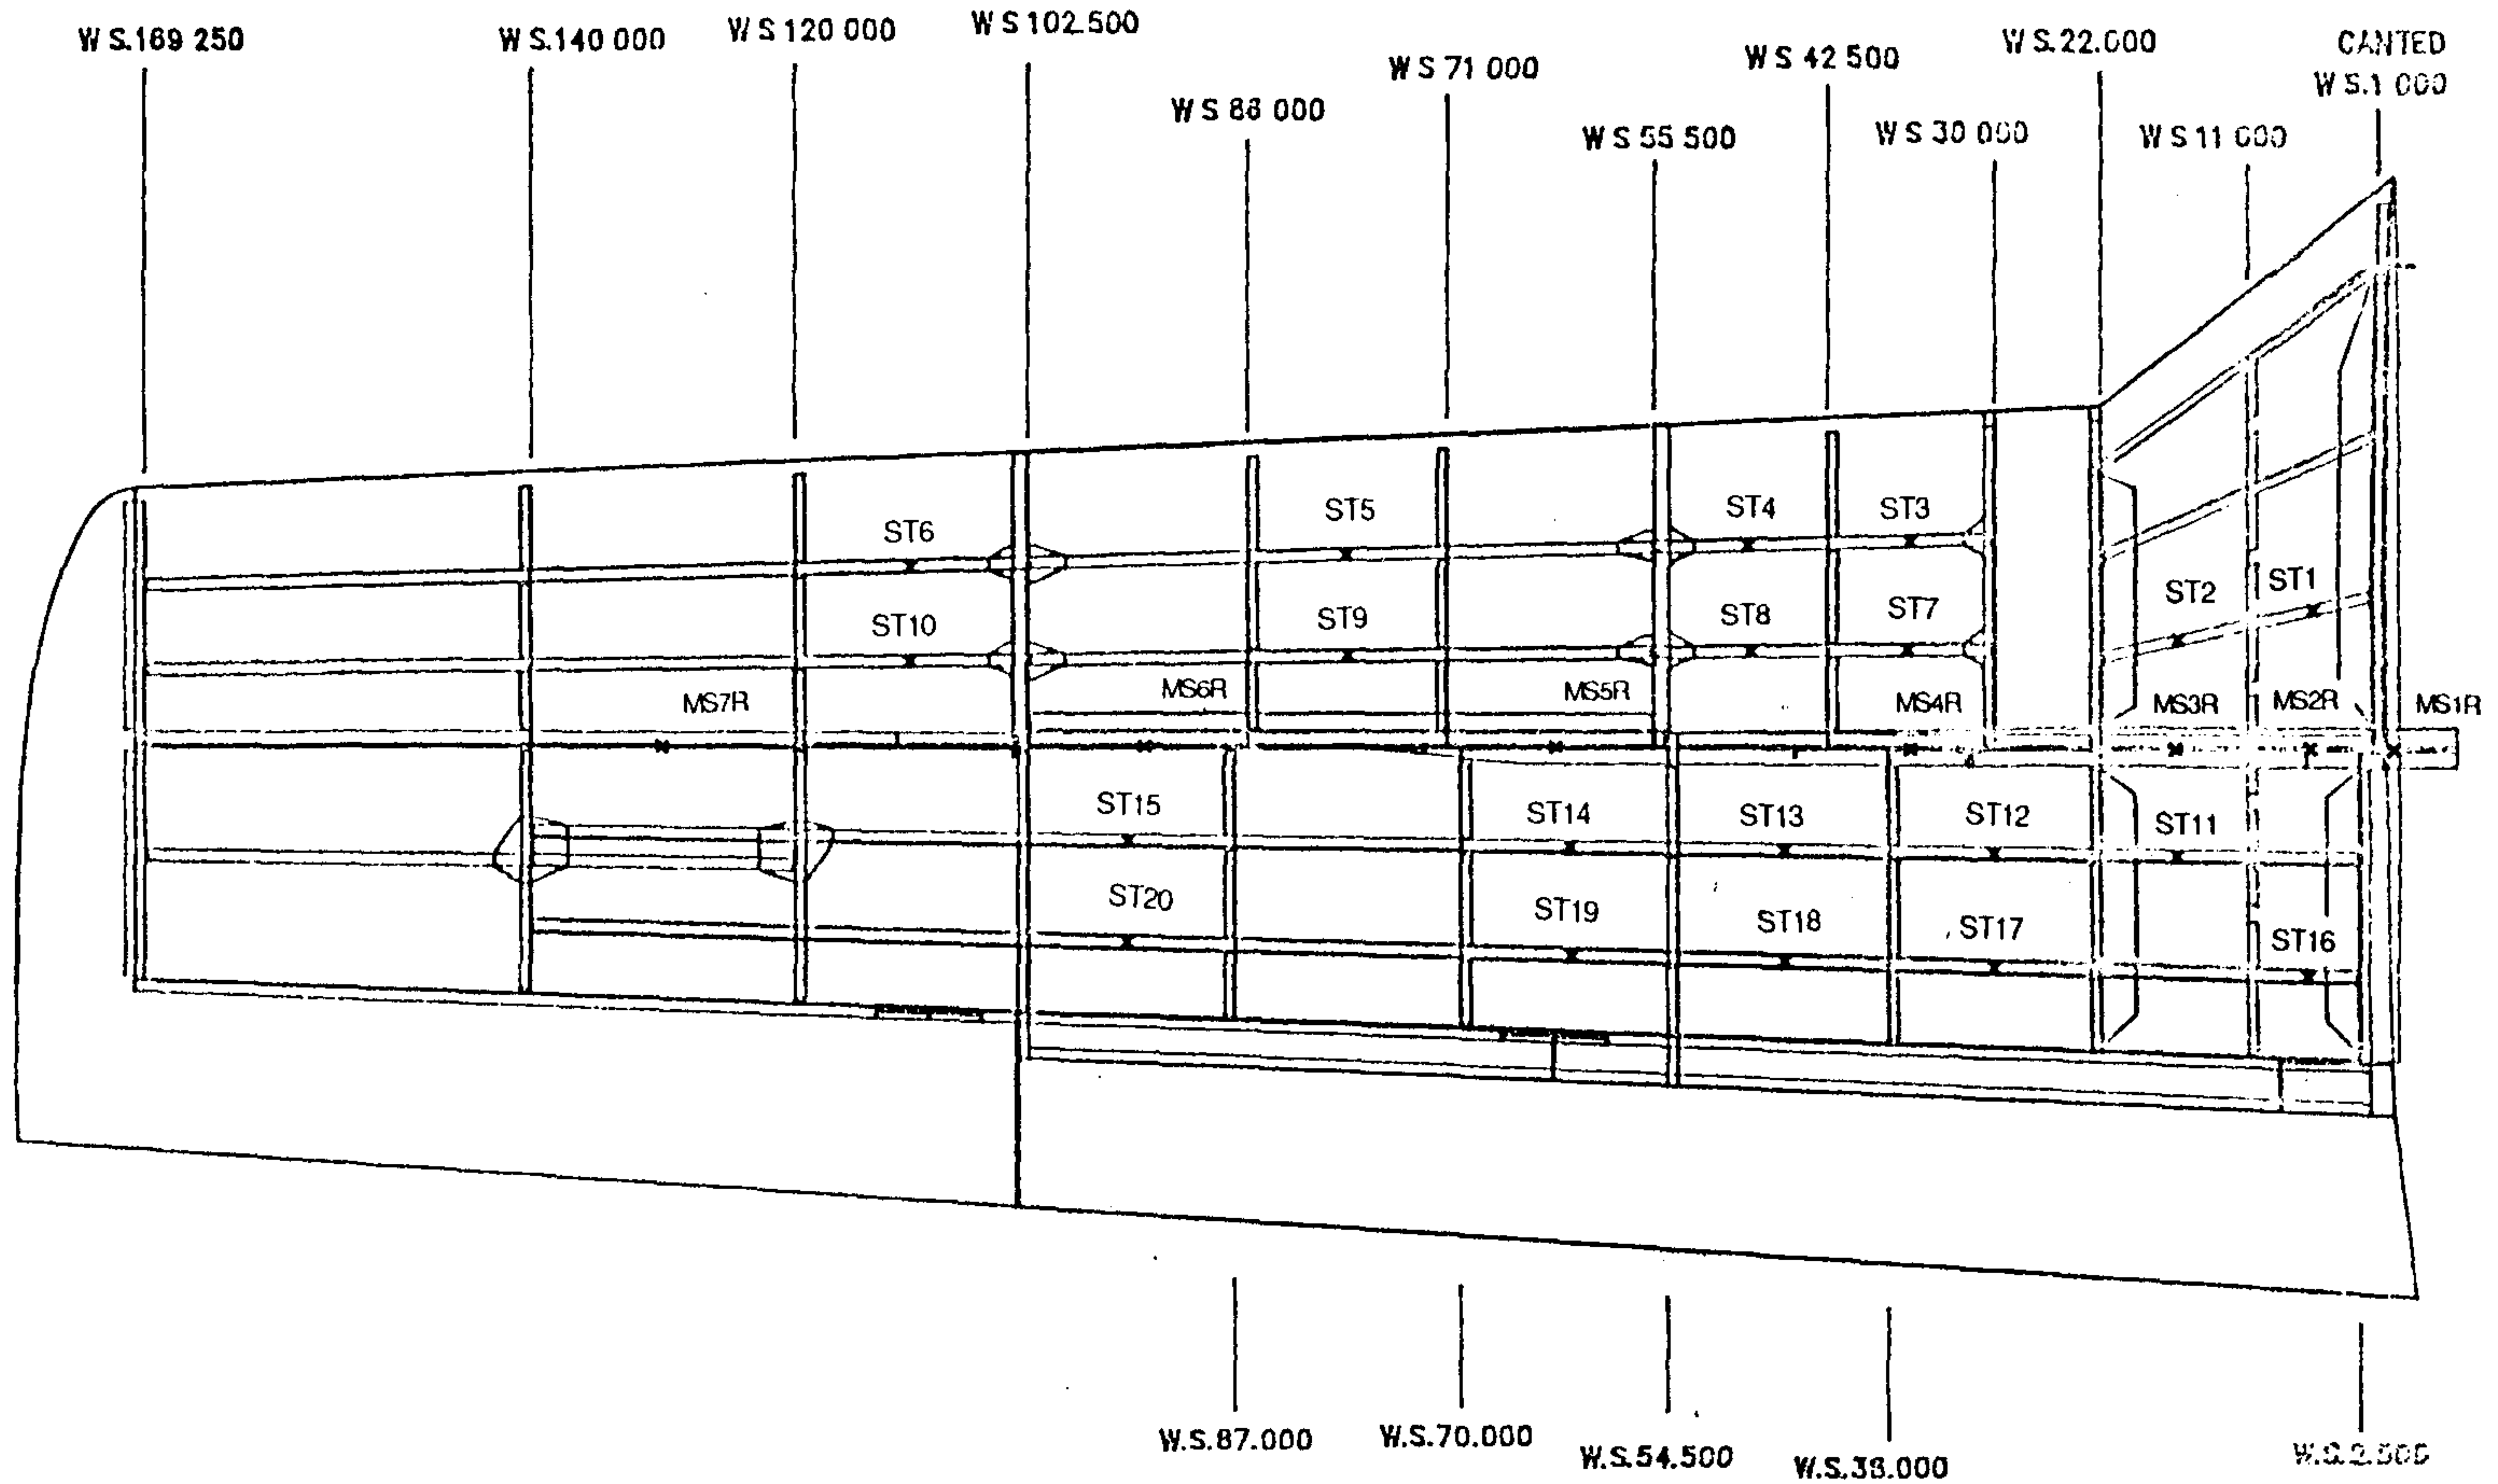 W S.169 250
W S.140 000
W S 120 000
W S 102.500
W S 88 000
W S 71 000
W S 55 500
W S 42 500
W S 30 000
W S.22.000
W S 11 000
CANTED
W S.1 000
ST6
ST5
ST4
ST3
ST2
ST1
ST10
ST9
ST8
ST7
MS7R
MS6R
MS5R
MS4R
MS3R
MS2R
MS1R
ST15
ST14
ST13
ST12
ST11
ST20
ST19
ST18
ST17
ST16
W.S.87.000
W.S.70.000
W.S.54.500
W.S.38.000
W.S.2.500